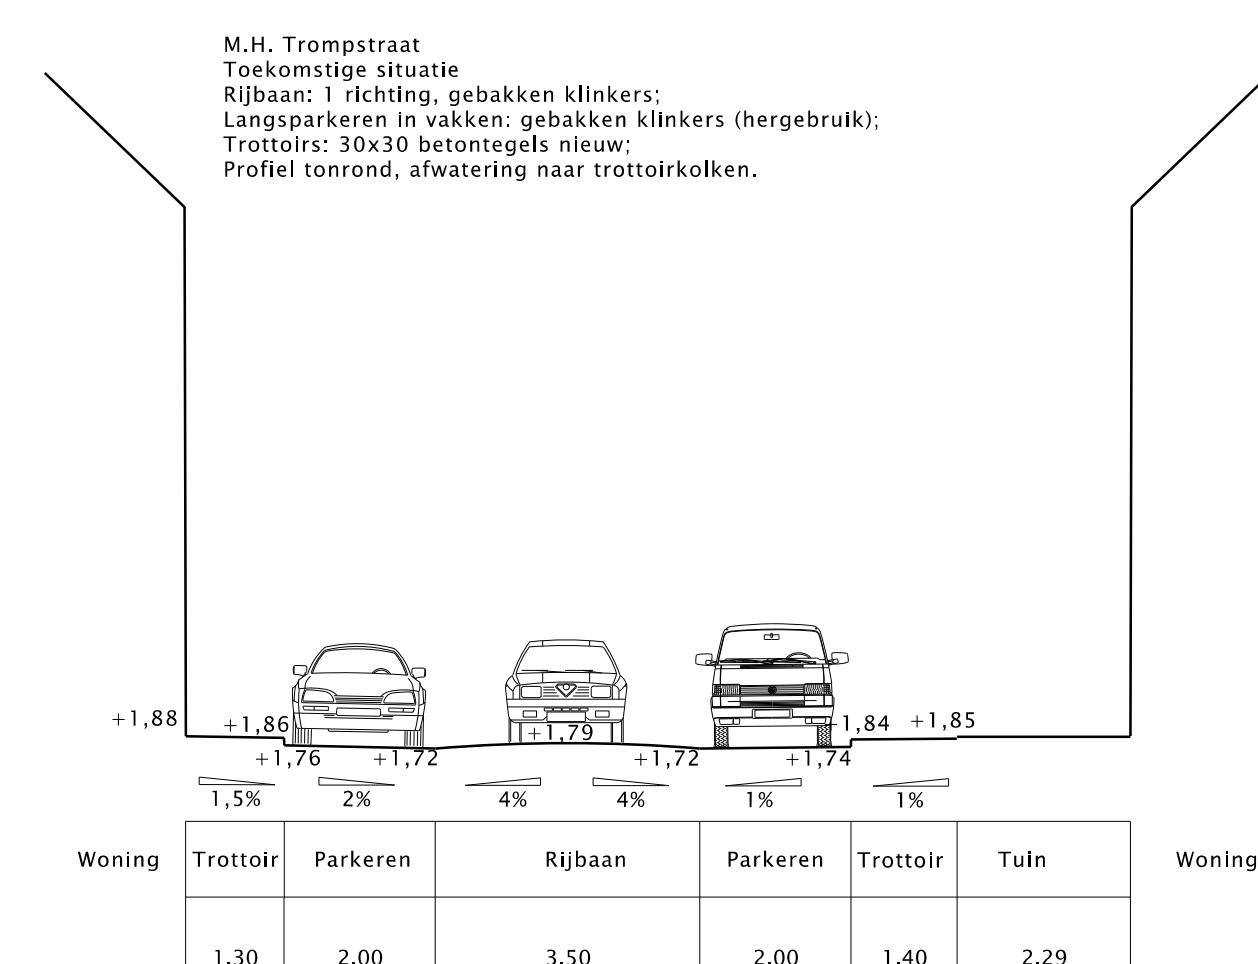 M.H. Trompstraat
Toekomstige situatie
Rijbaan: 1 richting, gebakken klinkers;
Langsparkeren in vakken: gebakken klinkers (hergebruik);
Trottoirs: 30x30 betontegels nieuw;
Profiel tonrond, afwatering naar trottoirkolken.
+1,88 +1,86 +1,79 +1,84 +1,85
+1,76 +1,72 +1,72 +1,74
1,5% 2% 4% 4% 1% 1%
Woning Trottoir Parkeren Rijbaan Parkeren Trottoir Tuin Woning
1.30 2.00 3.50 2.00 1.40 2.29